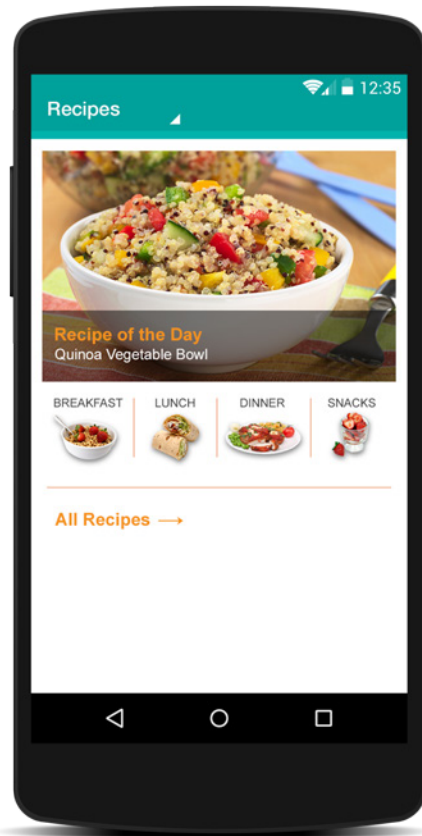 12:35
Recipes
Recipe of the Day
Quinoa Vegetable Bowl
BREAKFAST LUNCH DINNER SNACKS
All Recipes →